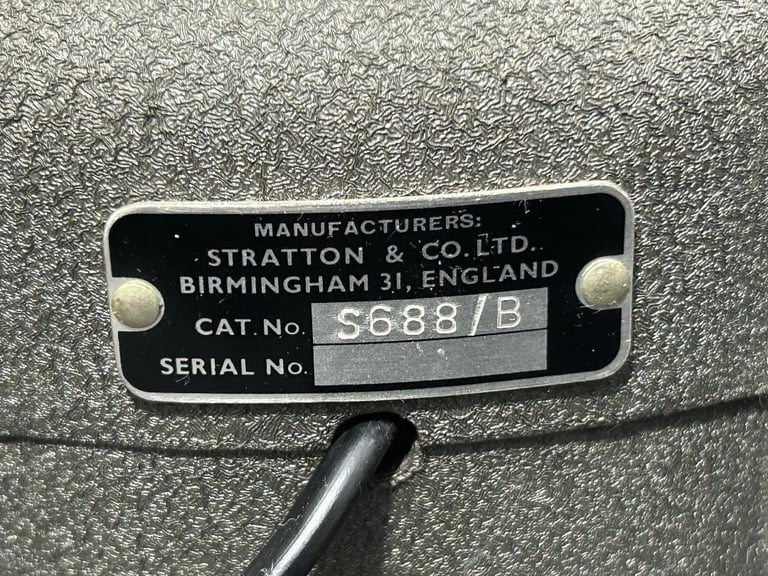 MANUFACTURERS:
STRATTON & CO. LTD.
BIRMINGHAM 31, ENGLAND
CAT. No. S688/B
SERIAL No.